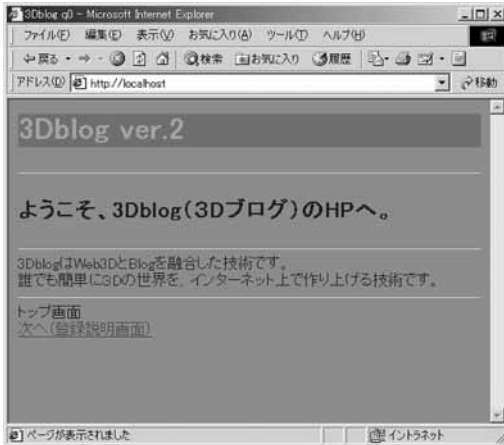 3Dblog q0 - Microsoft Internet Explorer
ファイル(F) 編集(E) 表示(V) お気に入り(A) ツール(T) ヘルプ(H)
戻る 検索 お気に入り 履歴
アドレス(D) http://localhost 移動
3Dblog ver.2
ようこそ、3Dblog(3Dブログ)のHPへ。
3DblogはWeb3DとBlogを融合した技術です。
誰でも簡単に3Dの世界を、インターネット上で作り上げる技術です。
トップ画面
次へ(登録説明画面)
ページが表示されました イントラネット